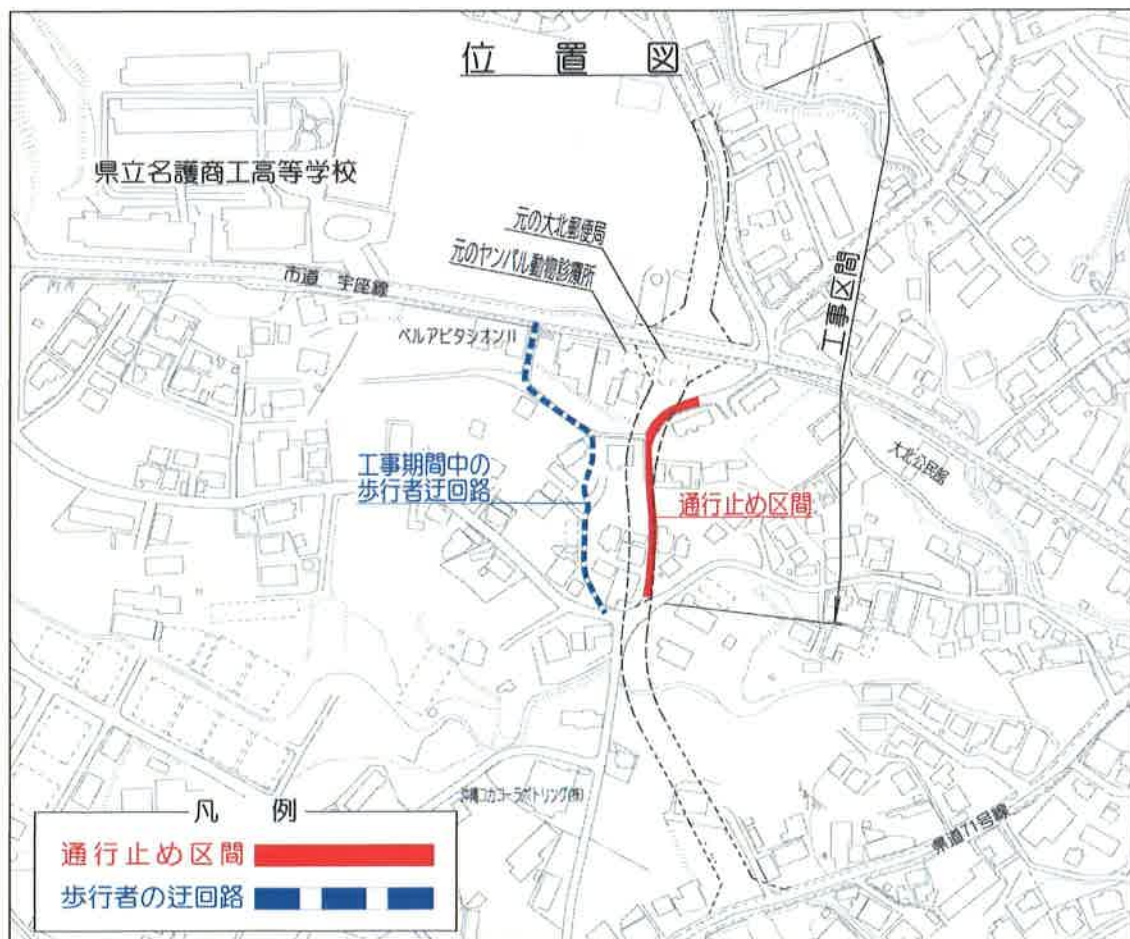 位置図
県立名護商工高等学校
元の大北郵便局
元のヤンバル動物診療所
市道 宇座線
ベルアビタシオンII
工事区間
大北公民館
工事期間中の
歩行者迂回路
通行止め区間
沖縄コカコーラボトリング(株)
県道71号線
凡例
通行止め区間
歩行者の迂回路